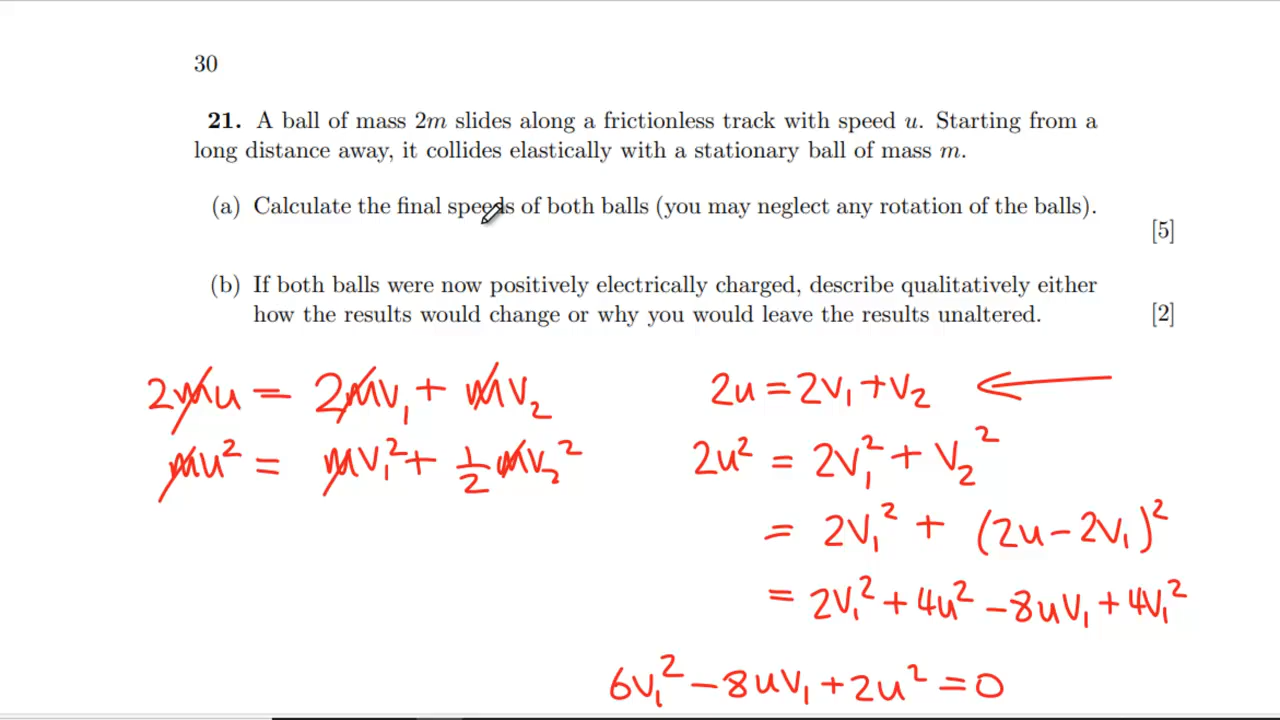 30
21. A ball of mass 2m slides along a frictionless track with speed u. Starting from a
long distance away, it collides elastically with a stationary ball of mass m.
(a) Calculate the final speeds of both balls (you may neglect any rotation of the balls).
[5]
(b) If both balls were now positively electrically charged, describe qualitatively either
how the results would change or why you would leave the results unaltered. [2]
2mu = 2mv₁ + mv₂
mu² = mv₁² + ½mv₂²
2u = 2v₁ + v₂
2u² = 2v₁² + v₂²
= 2v₁² + (2u - 2v₁)²
= 2v₁² + 4u² - 8uv₁ + 4v₁²
6v₁² - 8uv₁ + 2u² = 0